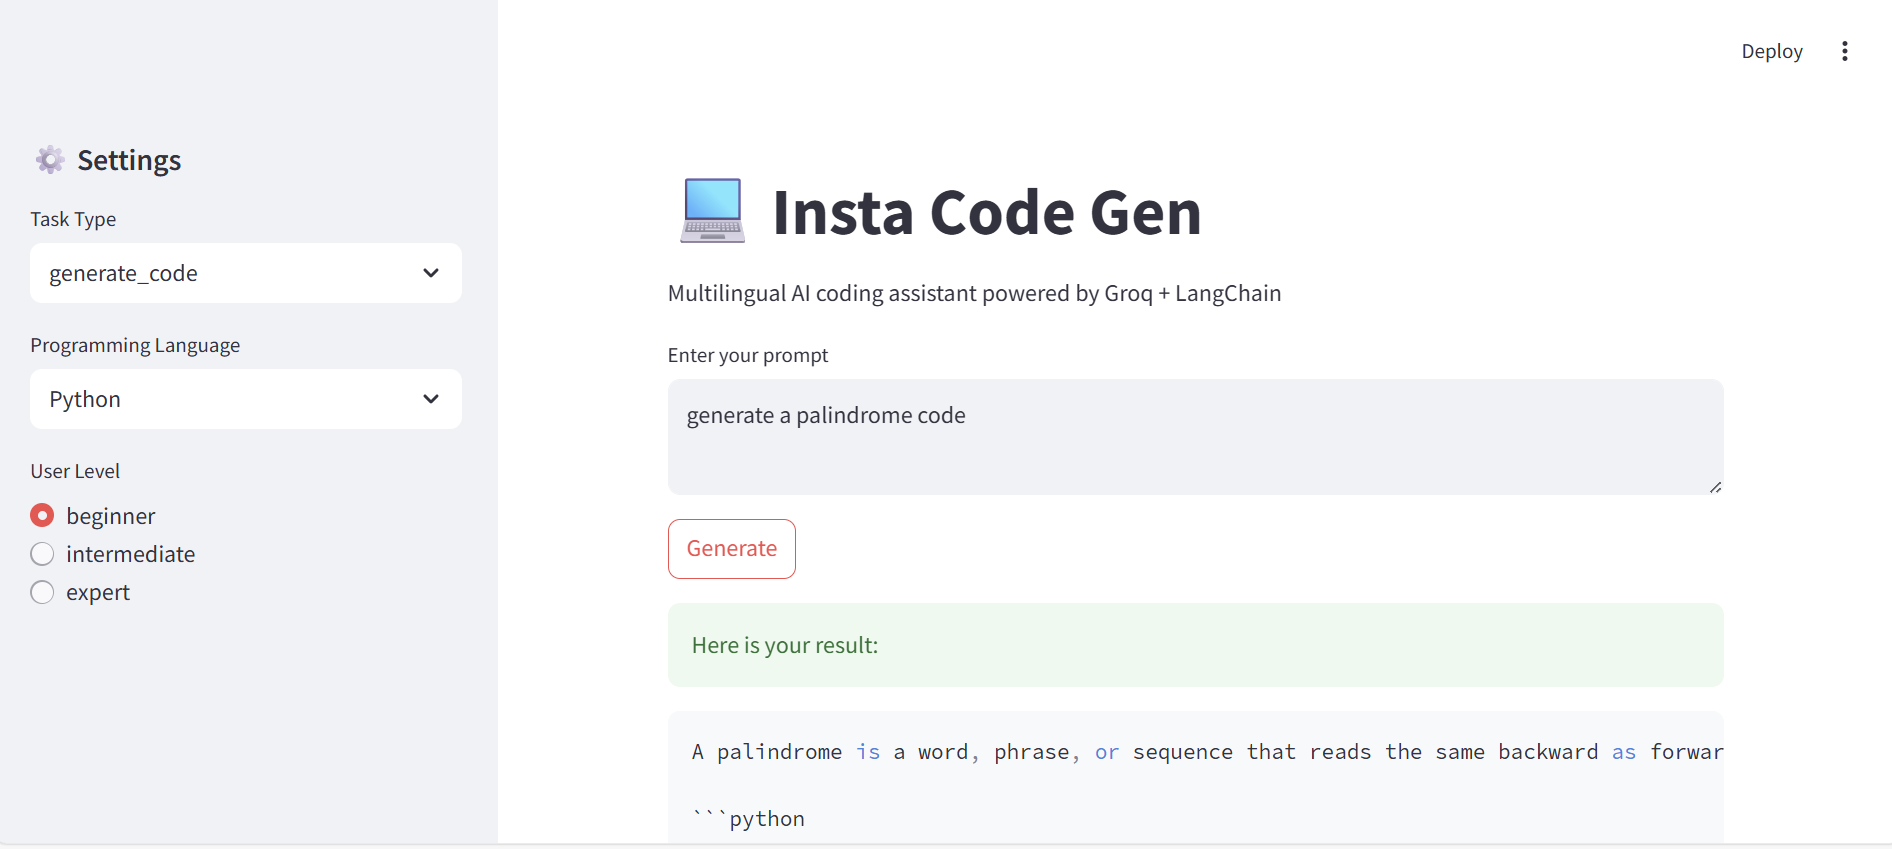 Deploy
Settings
Task Type
generate_code
Programming Language
Python
User Level
beginner
intermediate
expert
Insta Code Gen
Multilingual AI coding assistant powered by Groq + LangChain
Enter your prompt
generate a palindrome code
Generate
Here is your result:
A palindrome is a word, phrase, or sequence that reads the same backward as forwar
```python